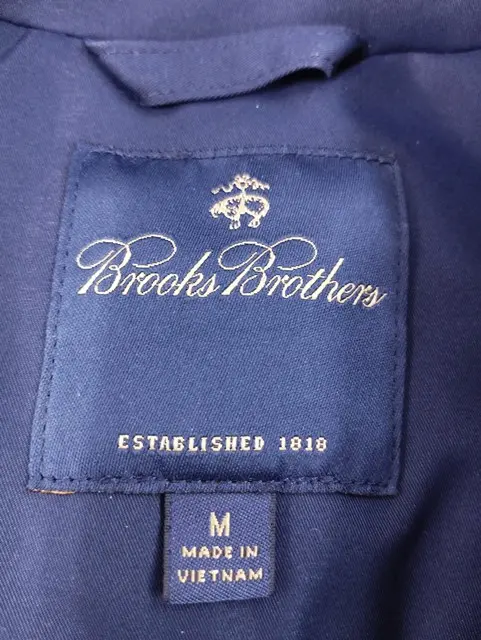 Brooks Brothers
ESTABLISHED 1818
M
MADE IN
VIETNAM